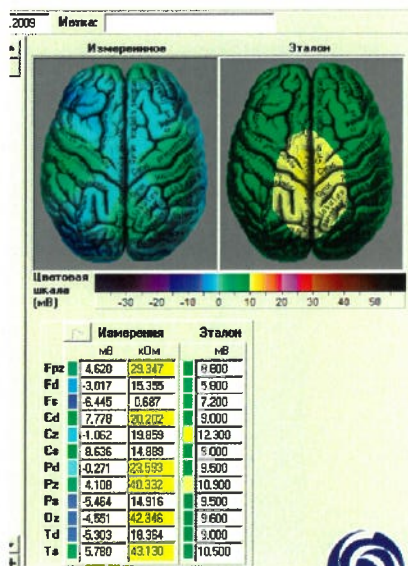 .2009 Метка:
Измеренное Эталон
Цветовая
шкала
(мВ)
-30 -20 -10 0 10 20 30 40 50
Измерения Эталон
мВ кОм мВ
Fpz 4,620 29.347 8.800
Fd -3,017 15.355 5.800
Fs -6.445 0.687 7.200
Cd 7.778 20.202 9.000
Cz -1.062 19.859 12.300
Cs 8.636 14.889 9.000
Pd -0.271 23.593 9.500
Pz 4.108 40.332 10.900
Ps -5.464 14.916 9.500
Oz -4,551 42.346 9.600
Td -5.303 18.364 9.000
Ts 5.780 43.130 10.500